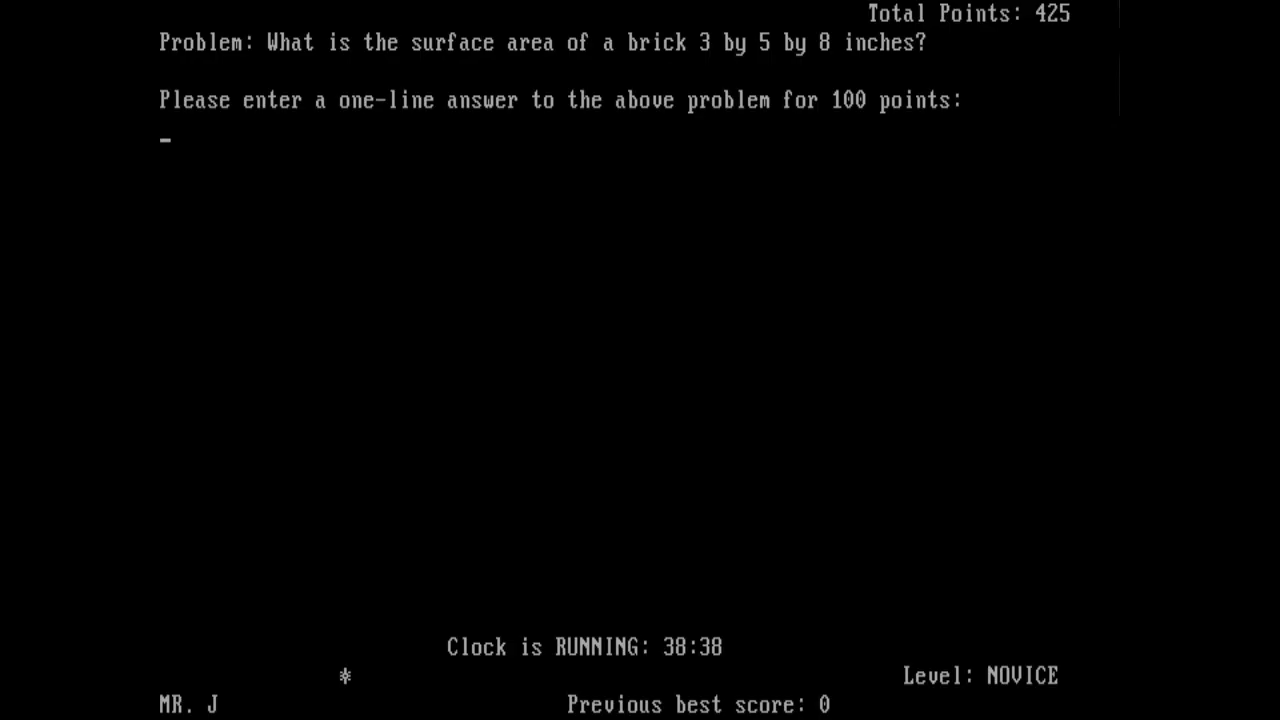 Total Points: 425
Problem: What is the surface area of a brick 3 by 5 by 8 inches?
Please enter a one-line answer to the above problem for 100 points:
_
Clock is RUNNING: 38:38
* Level: NOVICE
MR. J Previous best score: 0